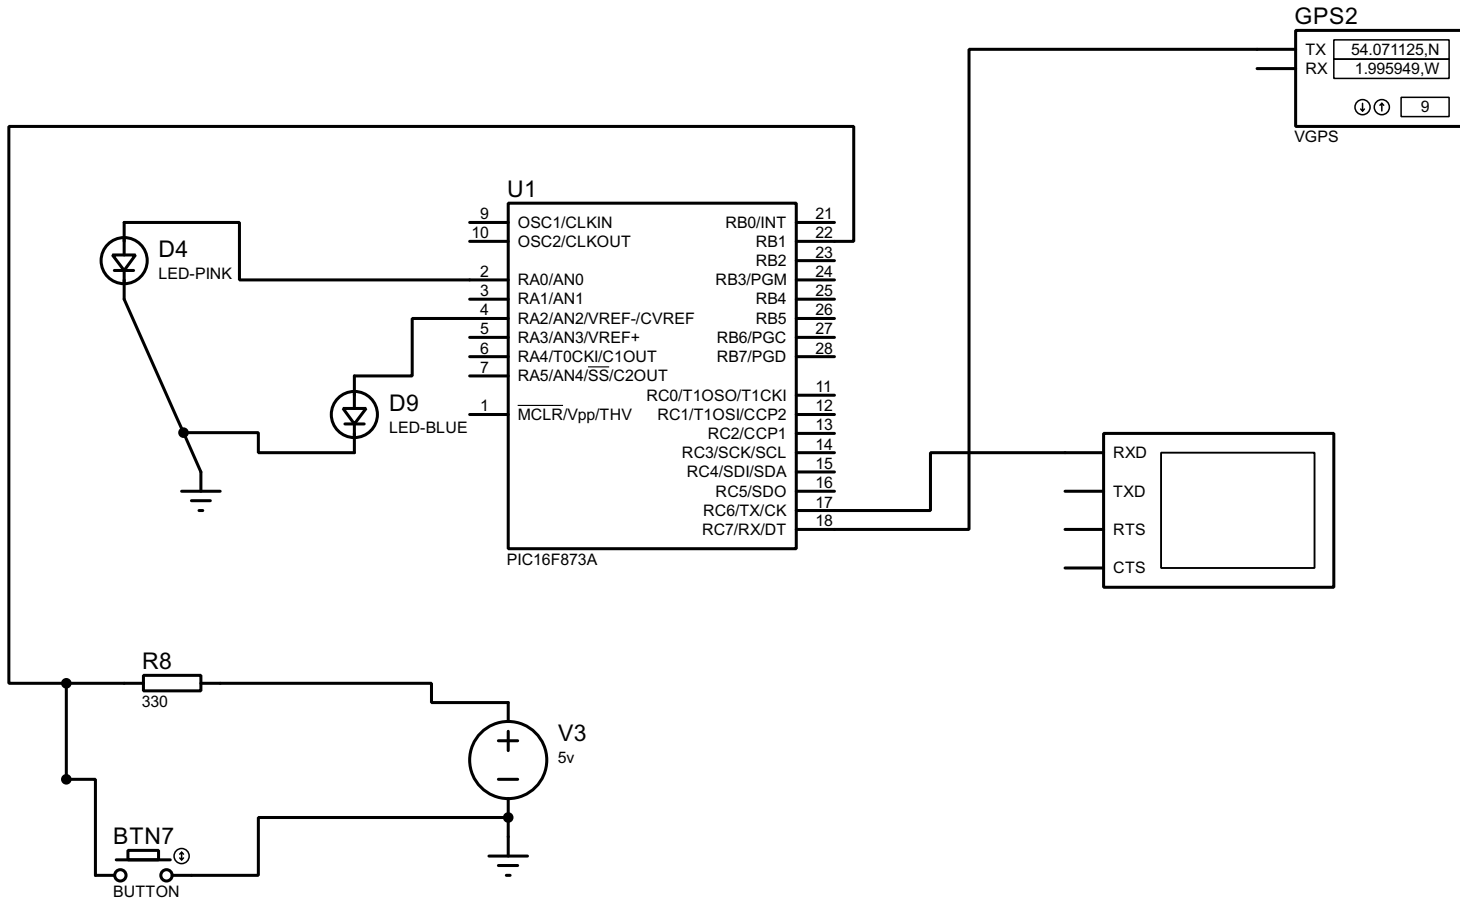 GPS2
TX 54.071125,N
RX 1.995949,W
9
VGPS
U1
9 OSC1/CLKIN RB0/INT 21
10 OSC2/CLKOUT RB1 22
RB2 23
2 RA0/AN0 RB3/PGM 24
3 RA1/AN1 RB4 25
4 RA2/AN2/VREF-/CVREF RB5 26
5 RA3/AN3/VREF+ RB6/PGC 27
6 RA4/T0CKI/C1OUT RB7/PGD 28
7 RA5/AN4/SS/C2OUT
RC0/T1OSO/T1CKI 11
1 MCLR/Vpp/THV RC1/T1OSI/CCP2 12
RC2/CCP1 13
RC3/SCK/SCL 14
RC4/SDI/SDA 15
RC5/SDO 16
RC6/TX/CK 17
RC7/RX/DT 18
PIC16F873A
D4
LED-PINK
D9
LED-BLUE
RXD
TXD
RTS
CTS
R8
330
V3
5v
BTN7
BUTTON